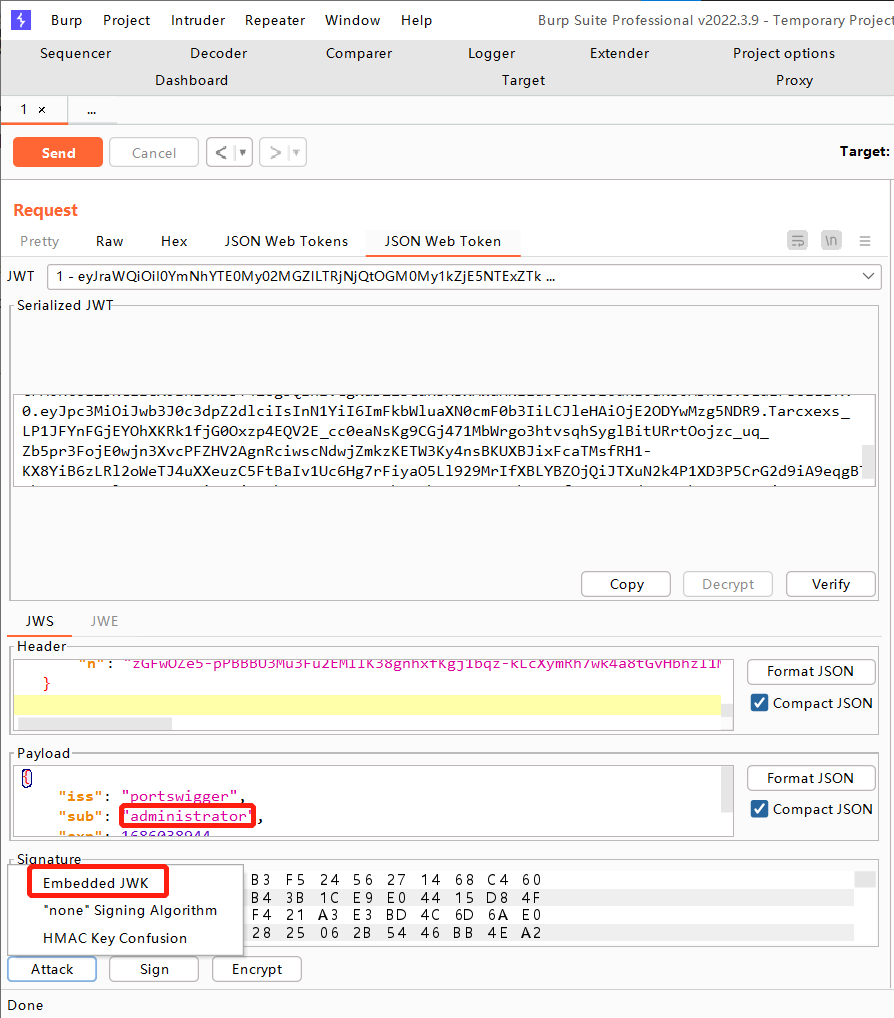 Burp Project Intruder Repeater Window Help Burp Suite Professional v2022.3.9 - Temporary Project
Sequencer Decoder Comparer Logger Extender Project options
Dashboard Target Proxy
1 × ...
Send Cancel < >
Target:
Request
Pretty Raw Hex JSON Web Tokens JSON Web Token \n
JWT 1 - eyJraWQiOiI0YmNhYTE0My02MGZlLTRjNjQtOGM0My1kZjE5NTExZTk ...
Serialized JWT
0.eyJpc3MiOiJwb3J0c3dpZ2dlciIsInN1YiI6ImFkbWluaXN0cmF0b3IiLCJleHAiOjE2ODYwMzg5NDR9.Tarcxexs_
LP1JFYnFGjEYOhXKRk1fjG0Oxzp4EQV2E_cc0eaNsKg9CGj471MbWrgo3htvsqhSyglBitURrtOojzc_uq_
Zb5pr3FojE0wjn3XvcPFZHV2AgnRciwscNdwjZmkzKETW3Ky4nsBKUXBJixFcaTMsfRH1-
KX8YiB6zLRl2oWeTJ4uXXeuzC5FtBaIv1Uc6Hg7rFiyaO5Ll929MrIfXBLYBZOjQiJTXuN2k4P1XD3P5CrG2d9iA9eqgB
Copy Decrypt Verify
JWS JWE
Header
"n":
}
Format JSON
Compact JSON
Payload
{
"iss": "portswigger",
"sub": "administrator",
"exp": 1686038944
Format JSON
Compact JSON
Signature
B3 F5 24 56 27 14 68 C4 60
B4 3B 1C E9 E0 44 15 D8 4F
F4 21 A3 E3 BD 4C 6D 6A E0
28 25 06 2B 54 46 BB 4E A2
Embedded JWK
"none" Signing Algorithm
HMAC Key Confusion
Attack Sign Encrypt
Done